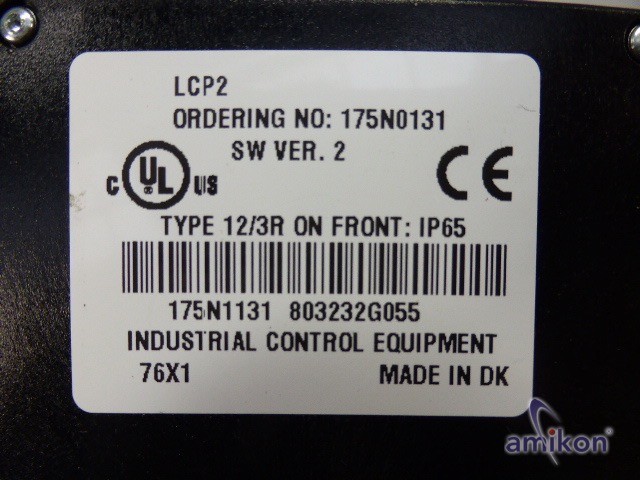 LCP2
ORDERING NO: 175N0131
SW VER. 2
C UL ® US
CE
TYPE 12/3R ON FRONT: IP65
175N1131 803232G055
INDUSTRIAL CONTROL EQUIPMENT
76X1 MADE IN DK
amikon®